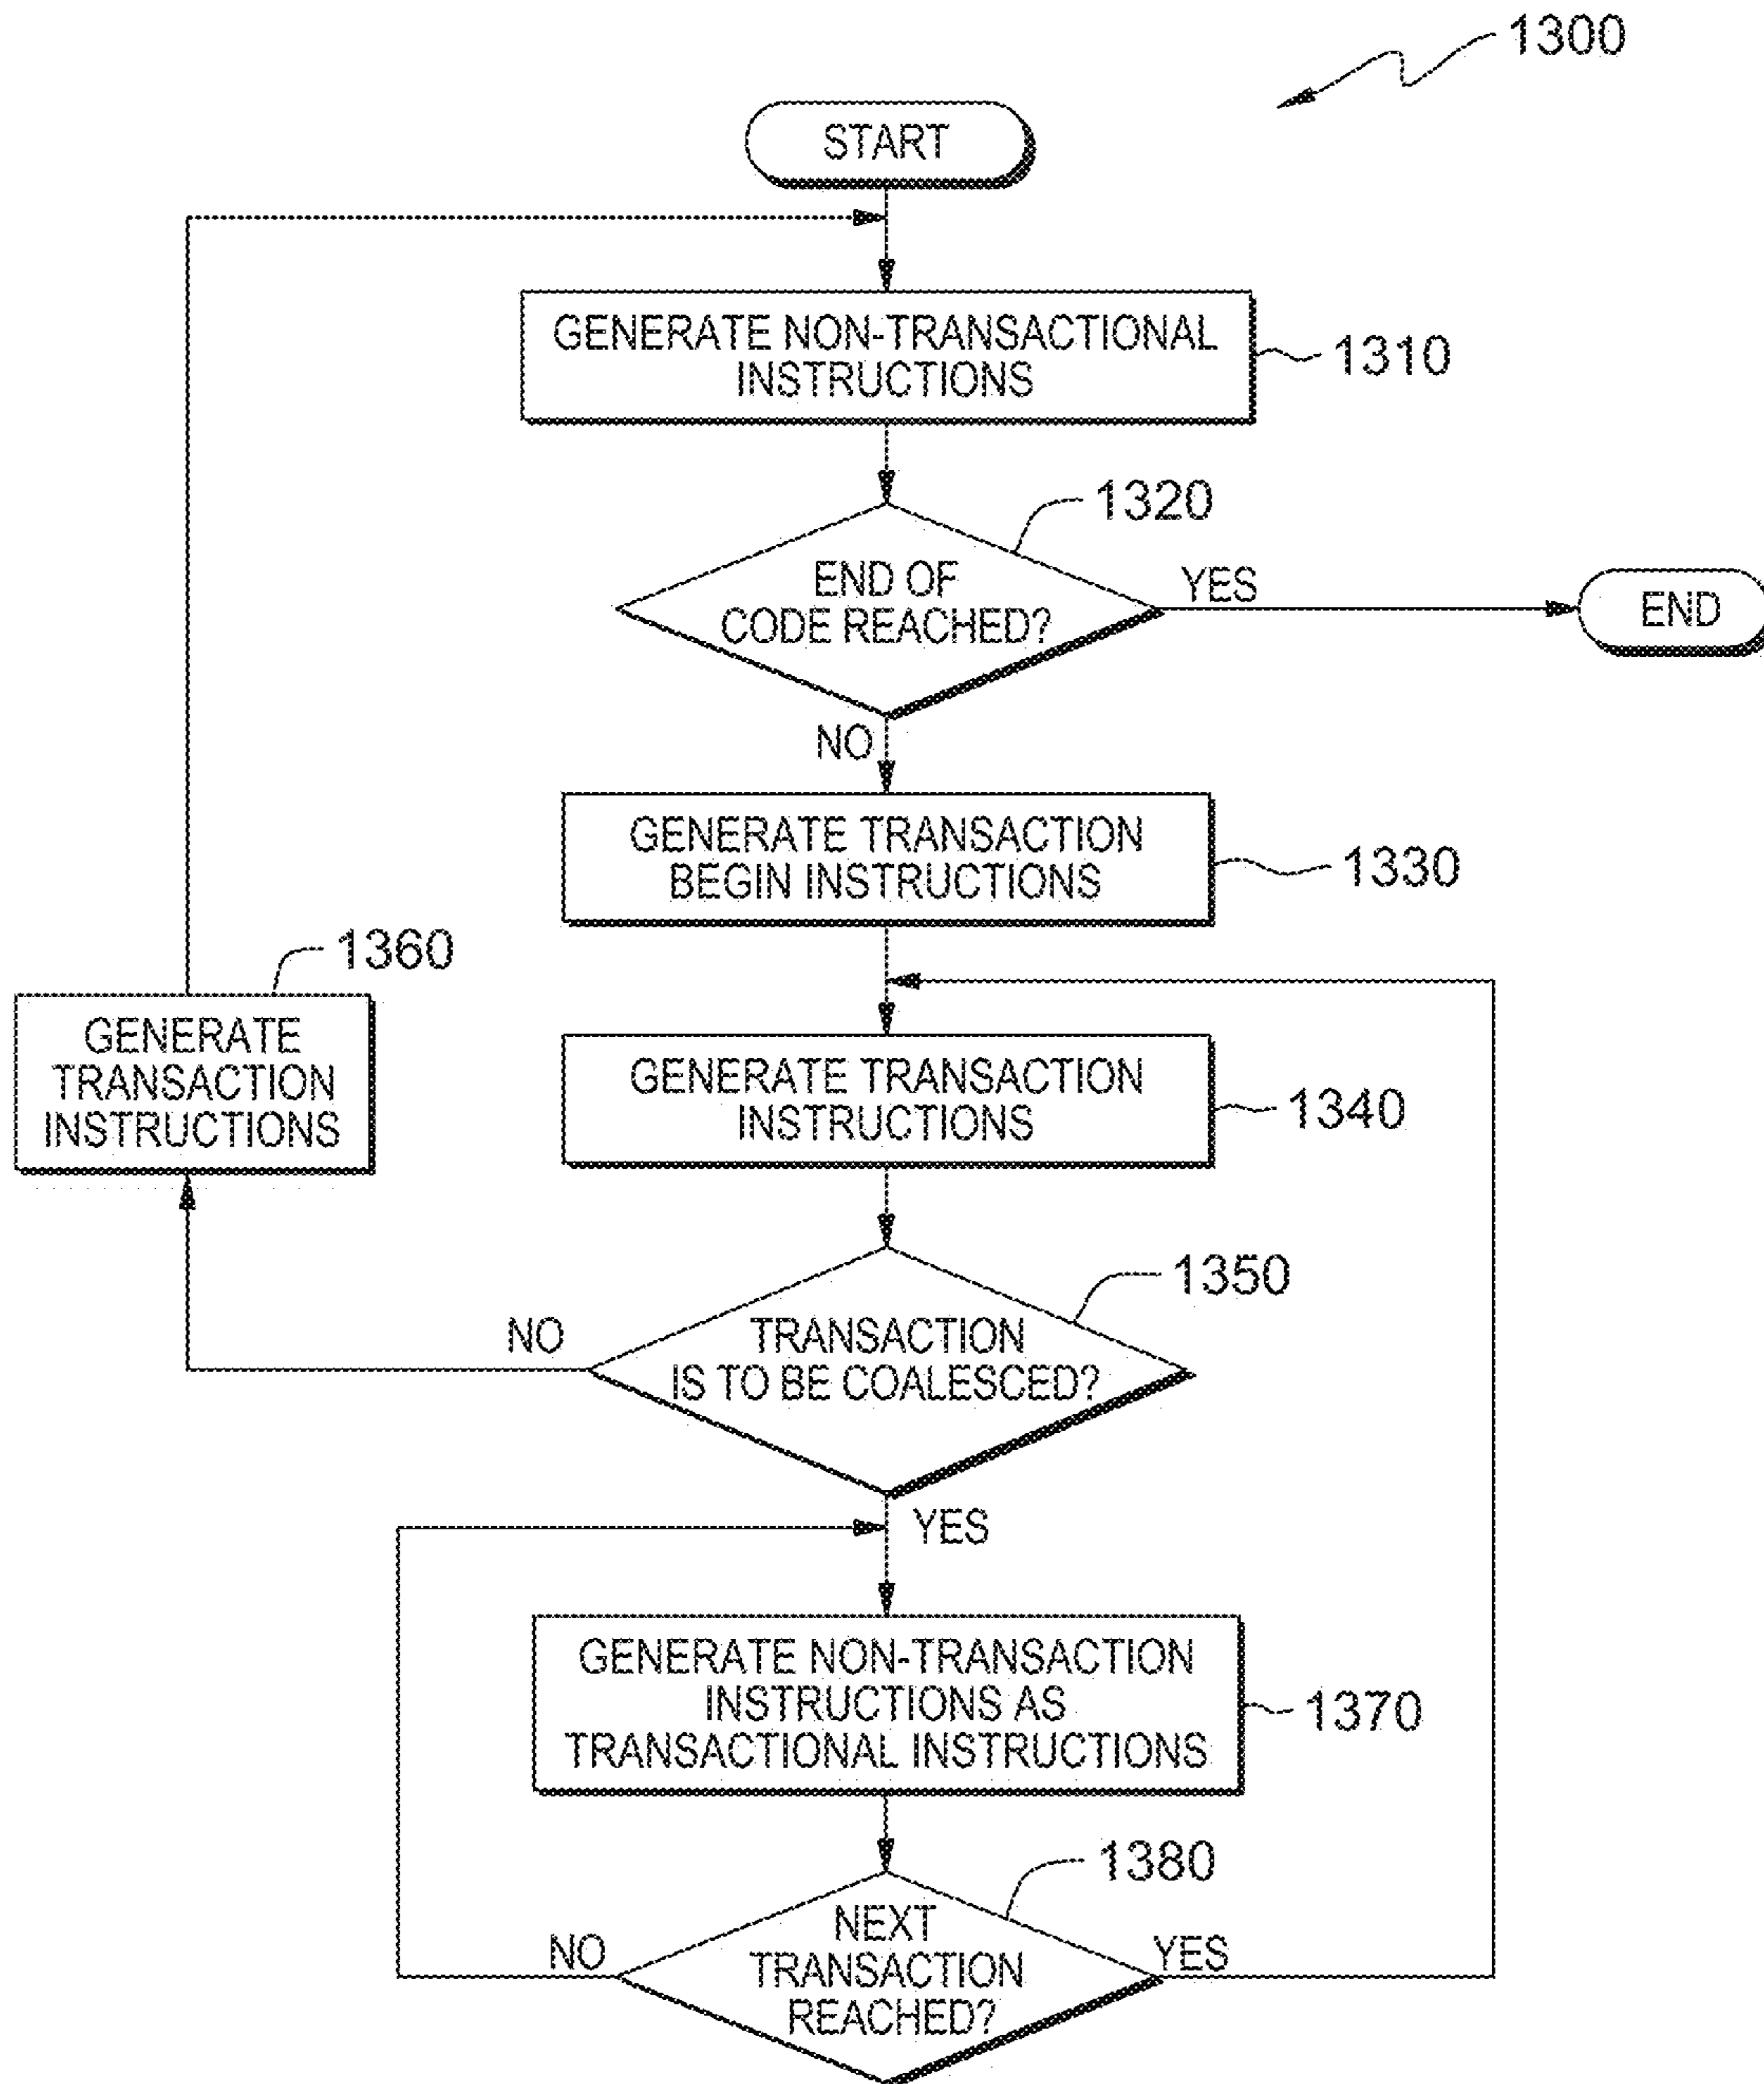 1300
START
GENERATE NON-TRANSACTIONAL
INSTRUCTIONS
1310
1320
END OF
CODE REACHED?
YES
END
NO
GENERATE TRANSACTION
BEGIN INSTRUCTIONS
1330
1360
GENERATE
TRANSACTION
INSTRUCTIONS
GENERATE TRANSACTION
INSTRUCTIONS
1340
1350
NO
TRANSACTION
IS TO BE COALESCED?
YES
GENERATE NON-TRANSACTION
INSTRUCTIONS AS
TRANSACTIONAL INSTRUCTIONS
1370
1380
NO
NEXT
TRANSACTION
REACHED?
YES